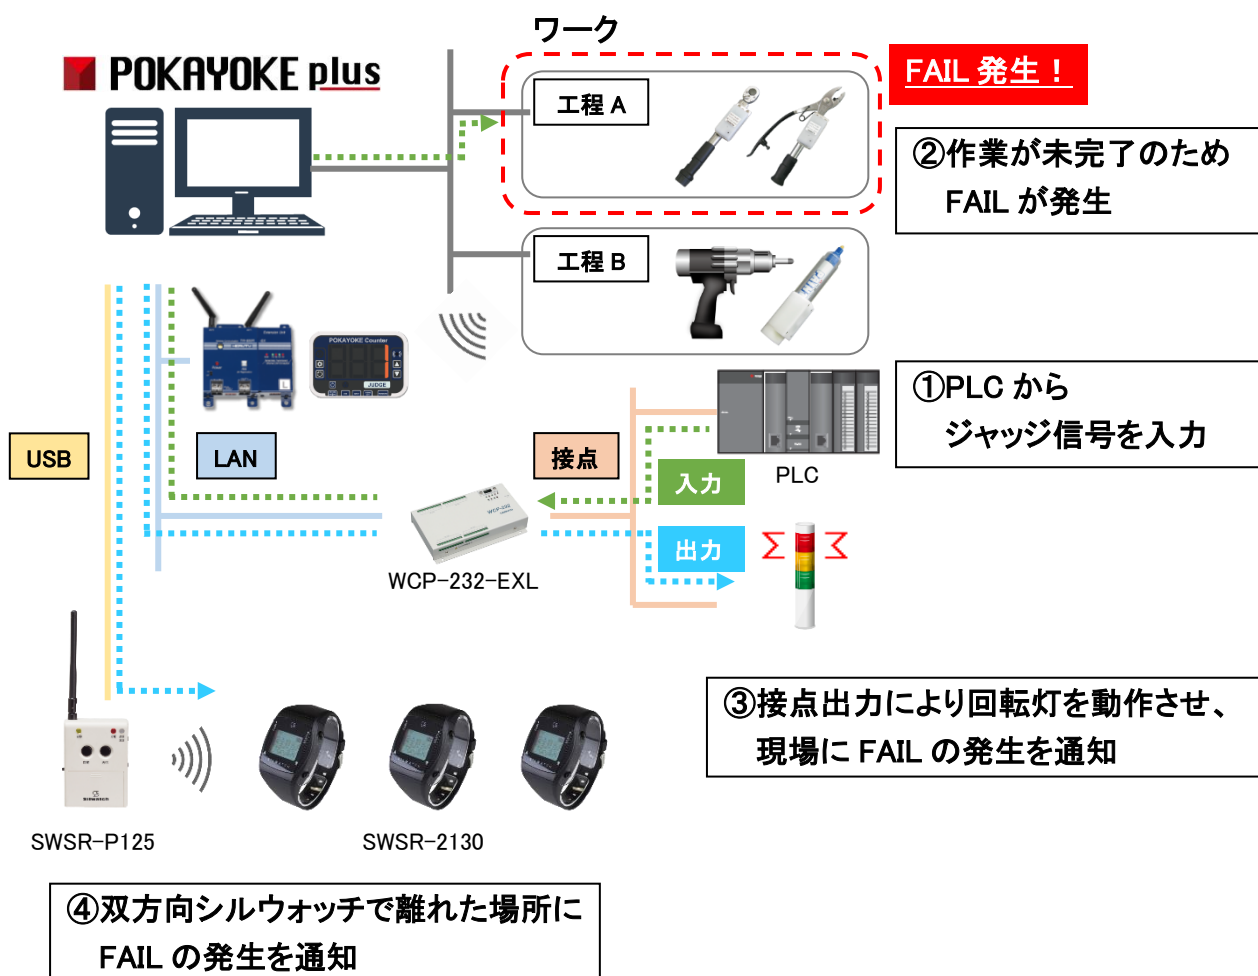 ワーク
POKAYOKE plus
FAIL 発生！
工程 A
②作業が未完了のため
FAIL が発生
工程 B
POKAYOKE Counter
JUDGE
①PLC から
ジャッジ信号を入力
USB
LAN
接点
入力
PLC
出力
WCP-232
WCP-232-EXL
③接点出力により回転灯を動作させ、
現場に FAIL の発生を通知
SWSR-P125
SWSR-2130
④双方向シルウォッチで離れた場所に
FAIL の発生を通知